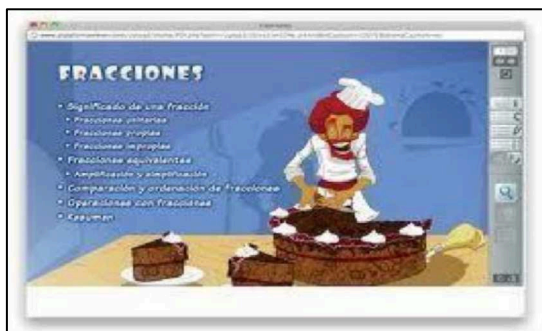 FRACCIONES
• Significado de una fracción
• Fracciones unitarias
• Fracciones propias
• Fracciones impropias
• Fracciones equivalentes
• Amplificación y simplificación
• Comparación y ordenación de fracciones
• Operaciones con fracciones
• Resumen